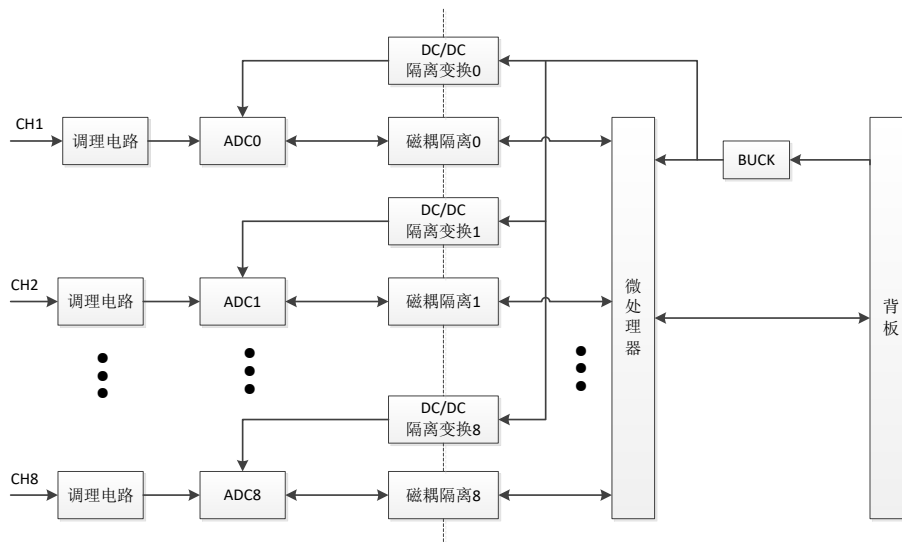 DC/DC
隔离变换0
CH1
调理电路
ADC0
磁耦隔离0
BUCK
DC/DC
隔离变换1
CH2
调理电路
ADC1
磁耦隔离1
微处理器
背板
DC/DC
隔离变换8
CH8
调理电路
ADC8
磁耦隔离8